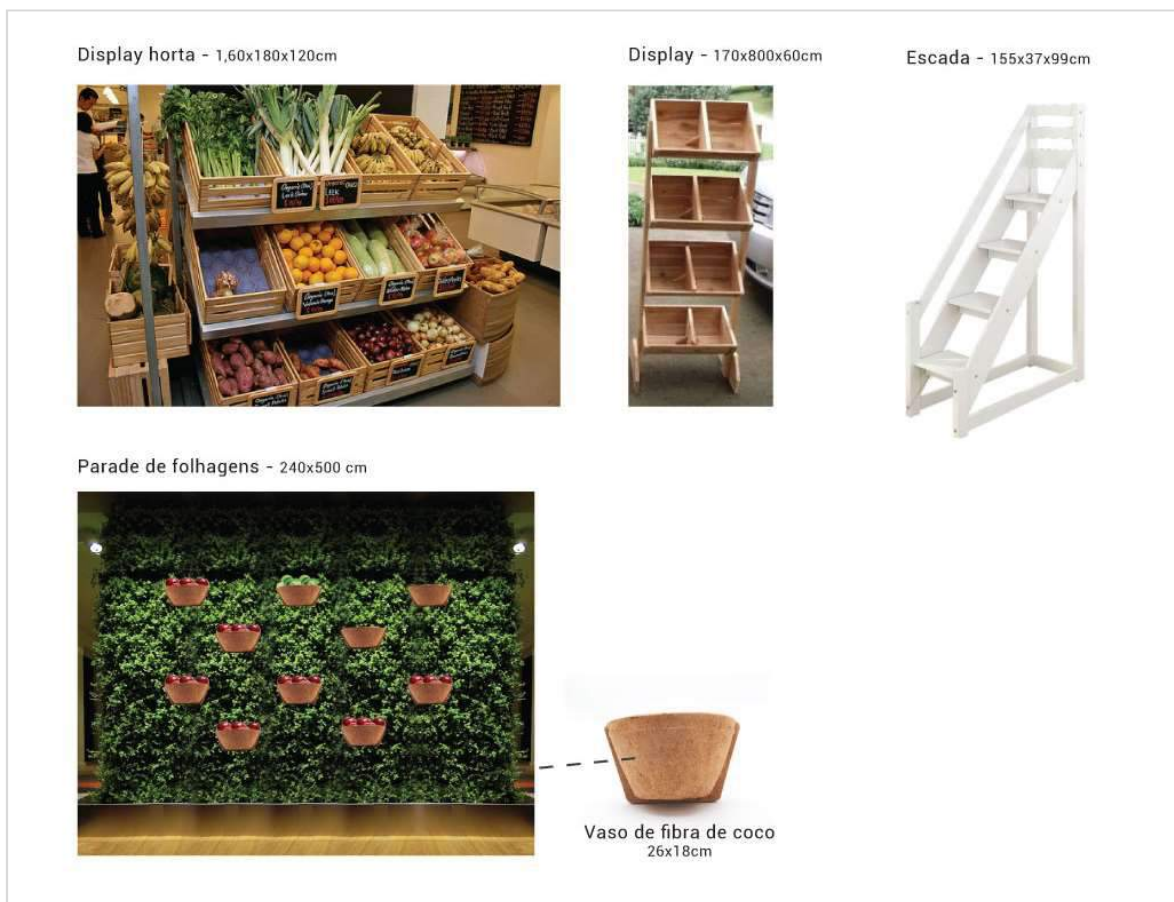 Display horta - 1,60x180x120cm
Display - 170x800x60cm
Escada - 155x37x99cm
Parade de folhagens - 240x500 cm
Vaso de fibra de coco
26x18cm